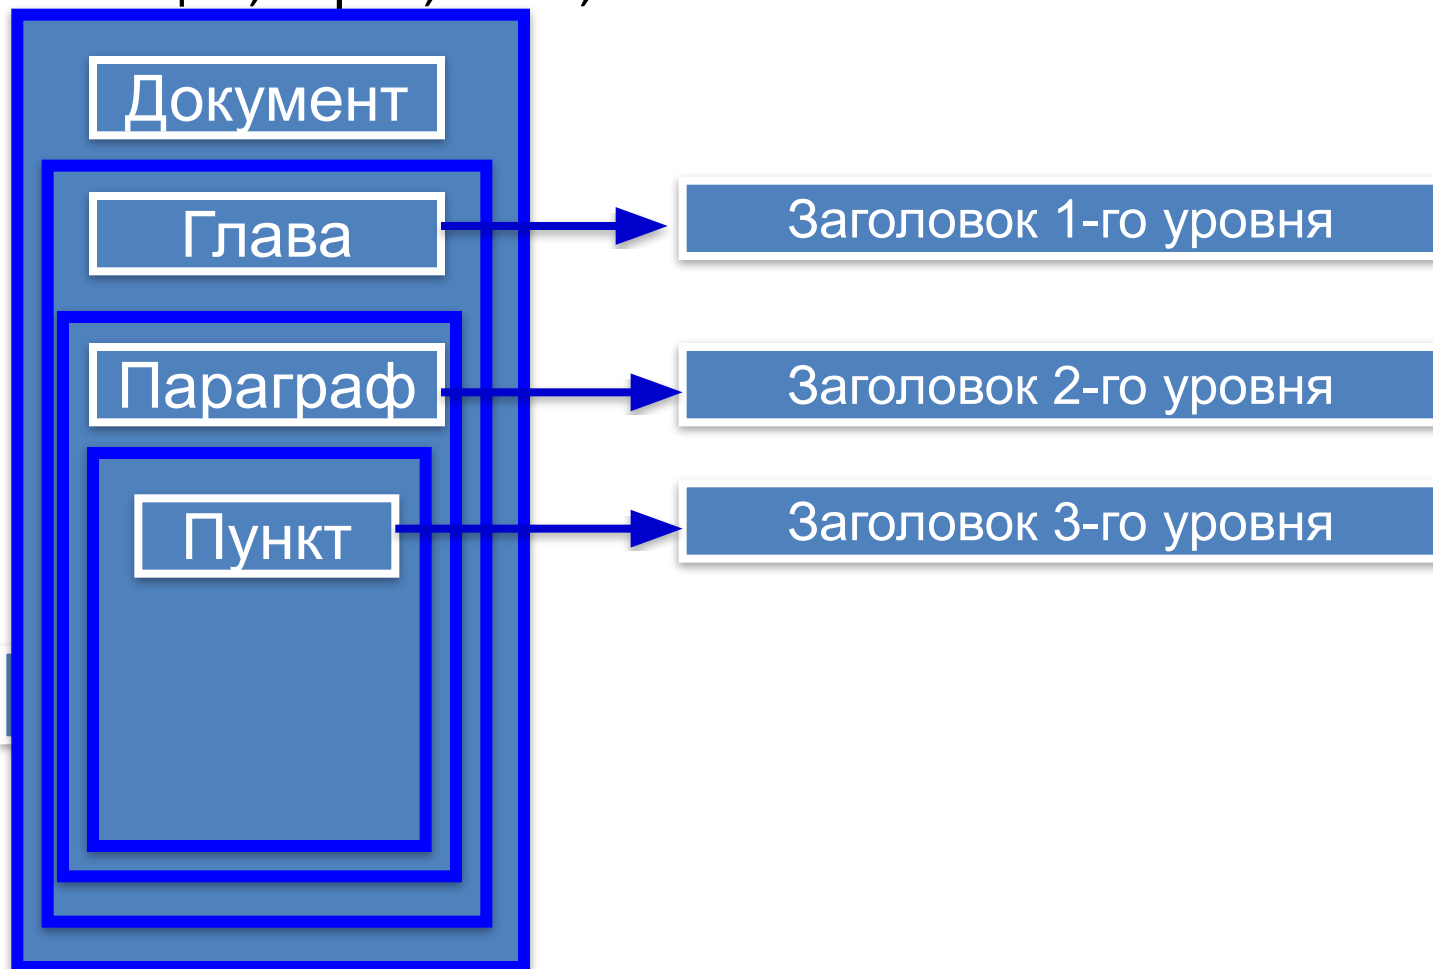 Документ
Глава
Заголовок 1-го уровня
Параграф
Заголовок 2-го уровня
Пункт
Заголовок 3-го уровня